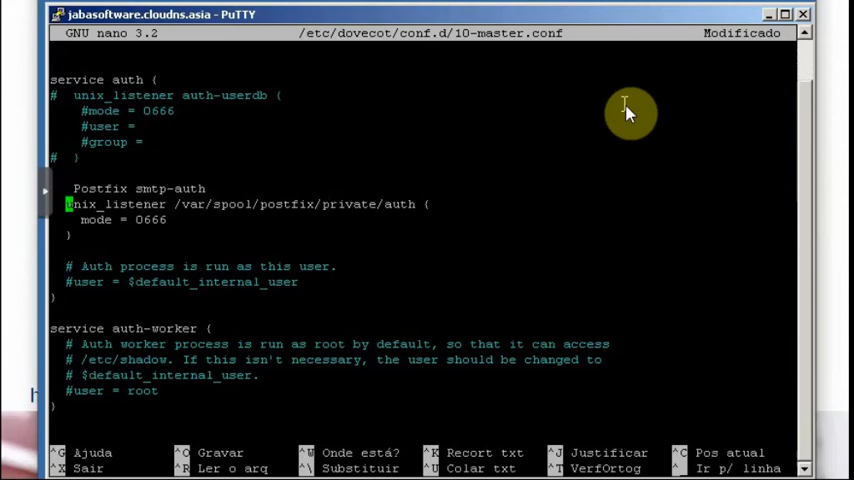 jabasoftware.cloudns.asia - PuTTY
GNU nano 3.2 /etc/dovecot/conf.d/10-master.conf Modificado
service auth {
# unix_listener auth-userdb {
#mode = 0666
#user =
#group =
# }
Postfix smtp-auth
unix_listener /var/spool/postfix/private/auth {
mode = 0666
}
# Auth process is run as this user.
#user = $default_internal_user
}
service auth-worker {
# Auth worker process is run as root by default, so that it can access
# /etc/shadow. If this isn't necessary, the user should be changed to
# $default_internal_user.
#user = root
}
^G Ajuda ^O Gravar ^W Onde está? ^K Recort txt ^J Justificar ^C Pos atual
^X Sair ^R Ler o arq ^\ Substituir ^U Colar txt ^T VerfOrtog ^_ Ir p/ linha